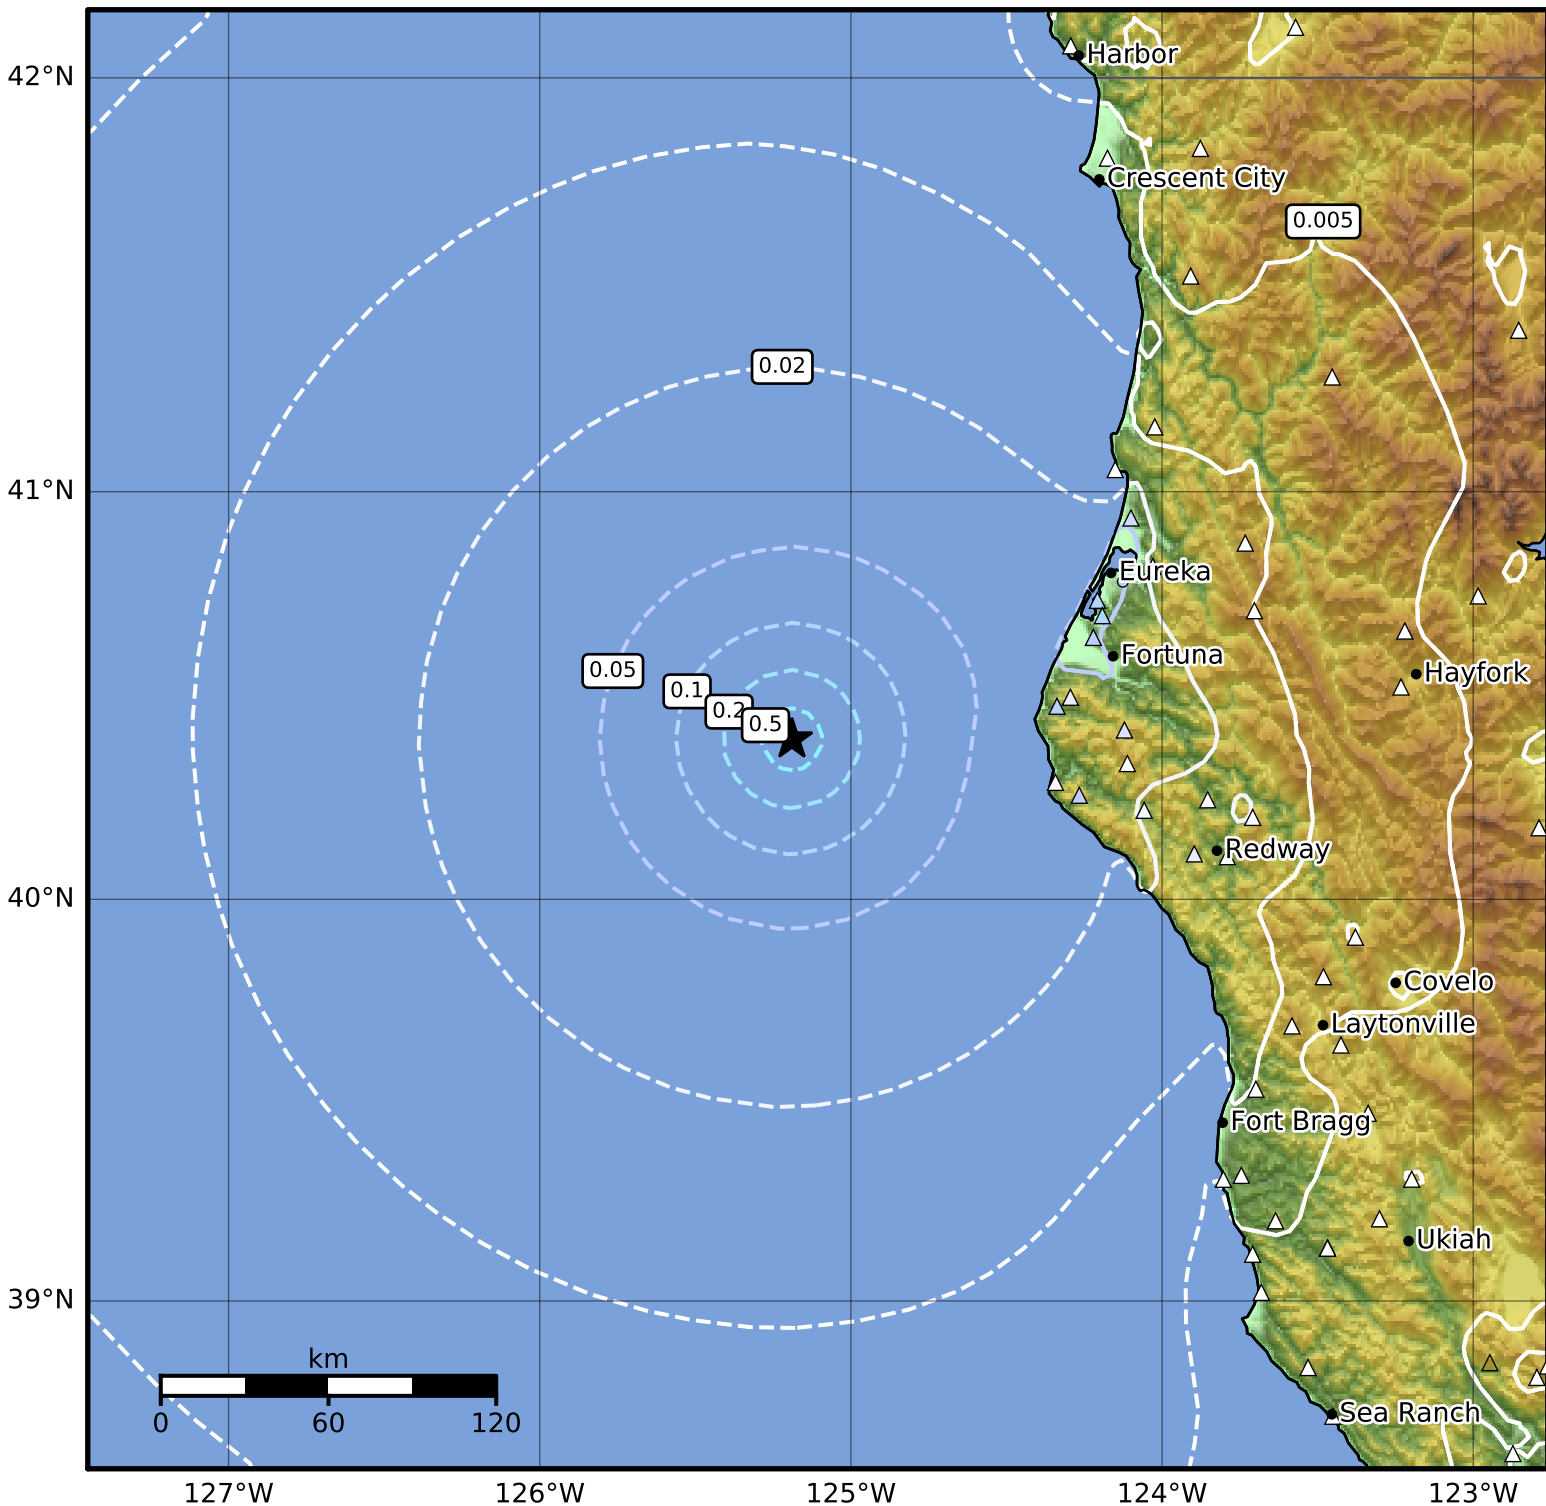 Harbor
42°N
Crescent City
0.005
0.02
41°N
Eureka
Fortuna
0.05
Hayfork
0.1
0.2
0.5
Redway
40°N
Covelo
Laytonville
Fort Bragg
Ukiah
39°N
km
0 60 120
Sea Ranch
127°W 126°W 125°W 124°W 123°W